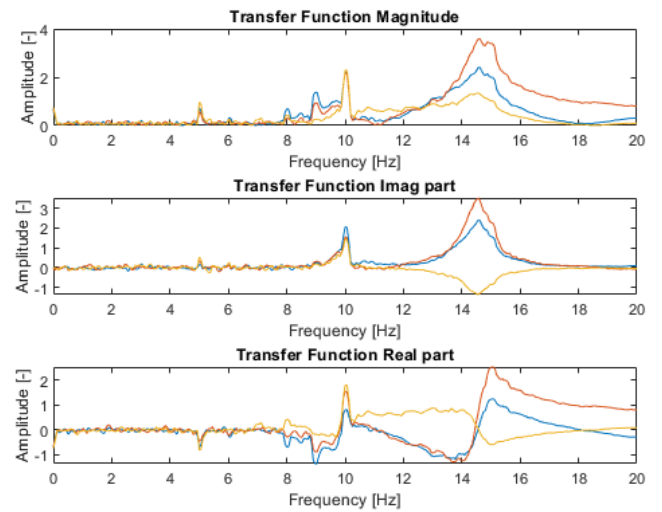 Transfer Function Magnitude
Amplitude [-]
4
2
0
0 2 4 6 8 10 12 14 16 18 20
Frequency [Hz]
Transfer Function Imag part
Amplitude [-]
3
2
1
0
-1
0 2 4 6 8 10 12 14 16 18 20
Frequency [Hz]
Transfer Function Real part
Amplitude [-]
2
1
0
-1
0 2 4 6 8 10 12 14 16 18 20
Frequency [Hz]